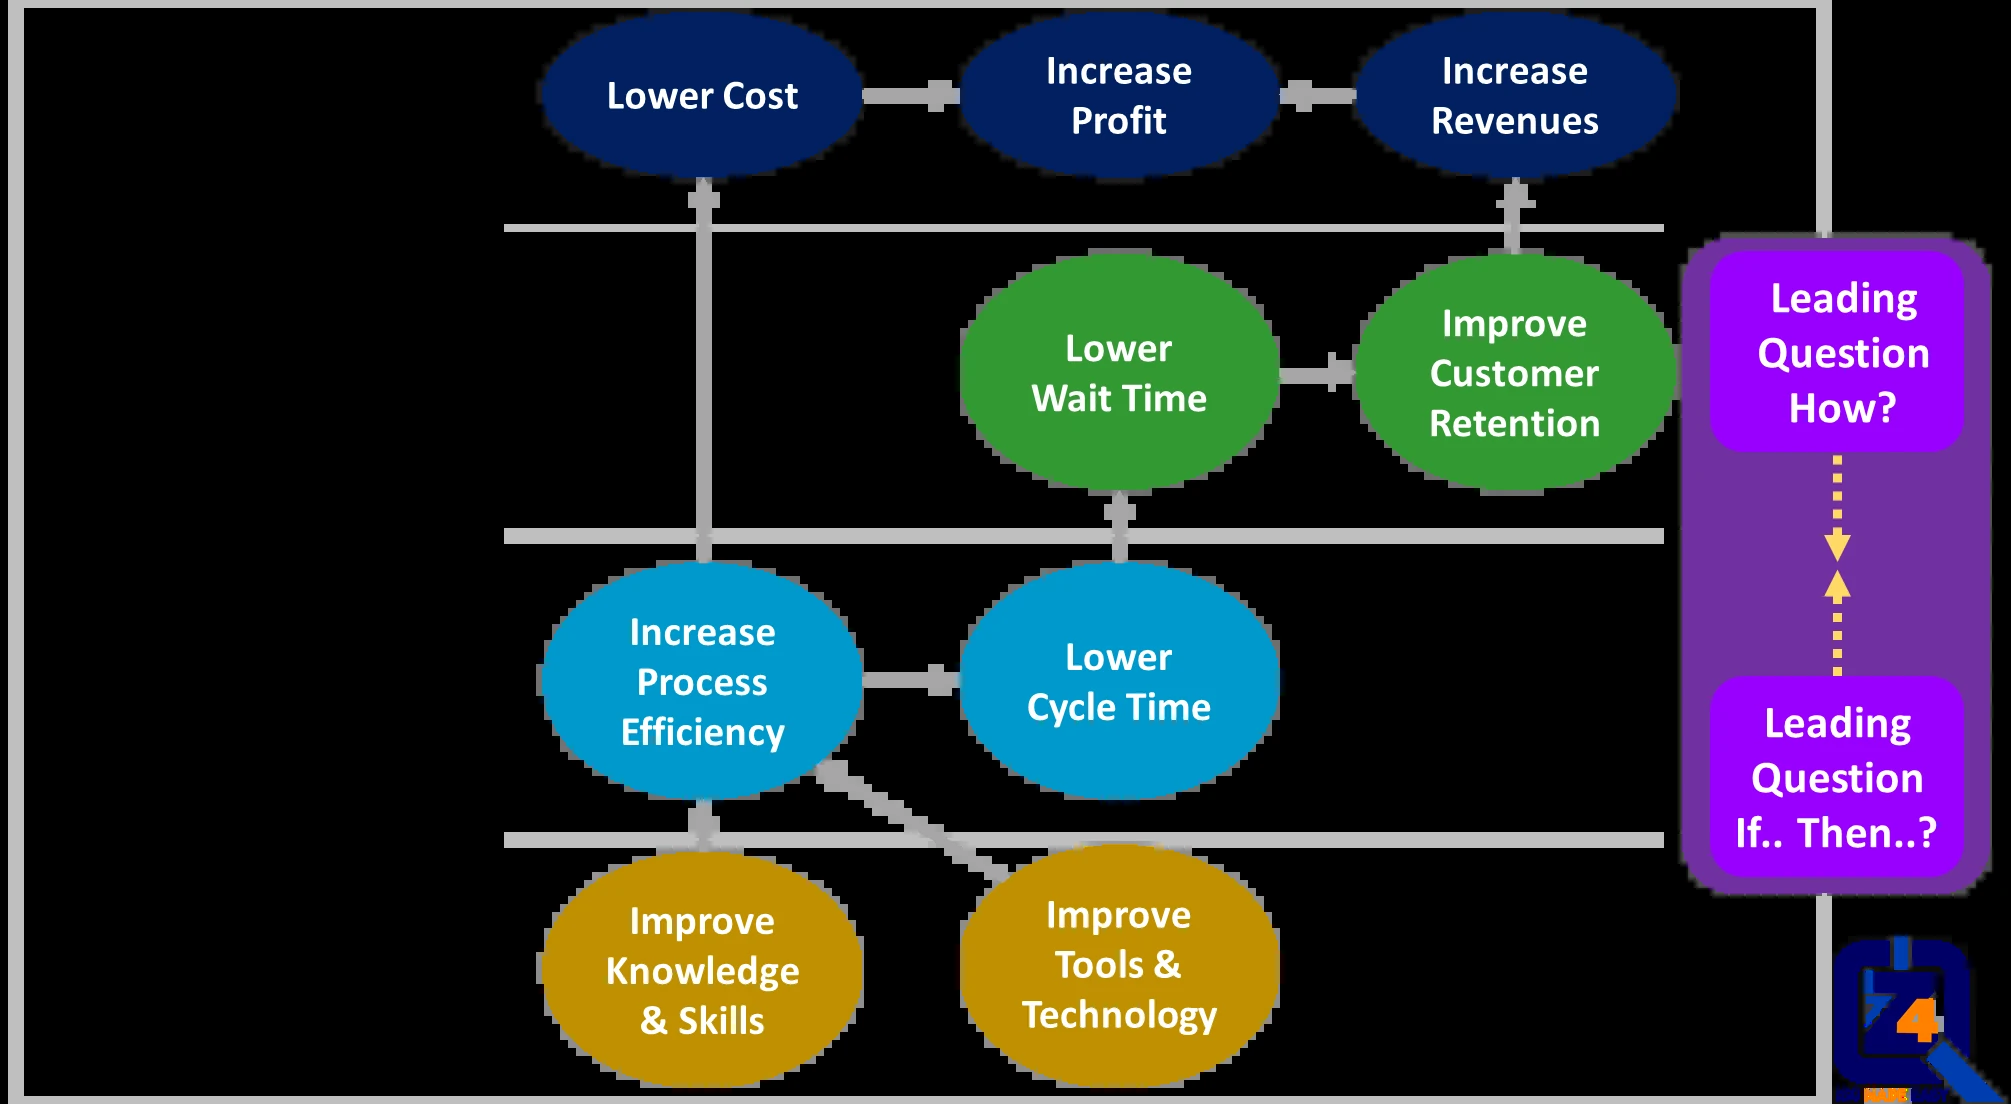 Lower Cost
Increase
Profit
Increase
Revenues
Lower
Wait Time
Improve
Customer
Retention
Leading
Question
How?
Increase
Process
Efficiency
Lower
Cycle Time
Leading
Question
If.. Then..?
Improve
Knowledge
& Skills
Improve
Tools &
Technology
4